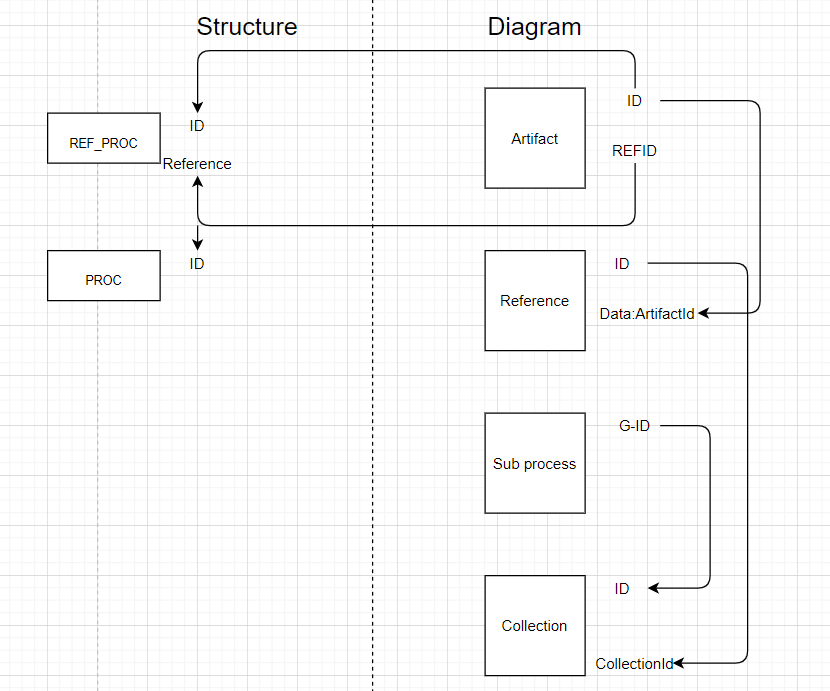 Structure
Diagram
REF_PROC
ID
Reference
PROC
ID
Artifact
ID
REFID
Reference
ID
Data:ArtifactId
Sub process
G-ID
Collection
ID
CollectionId